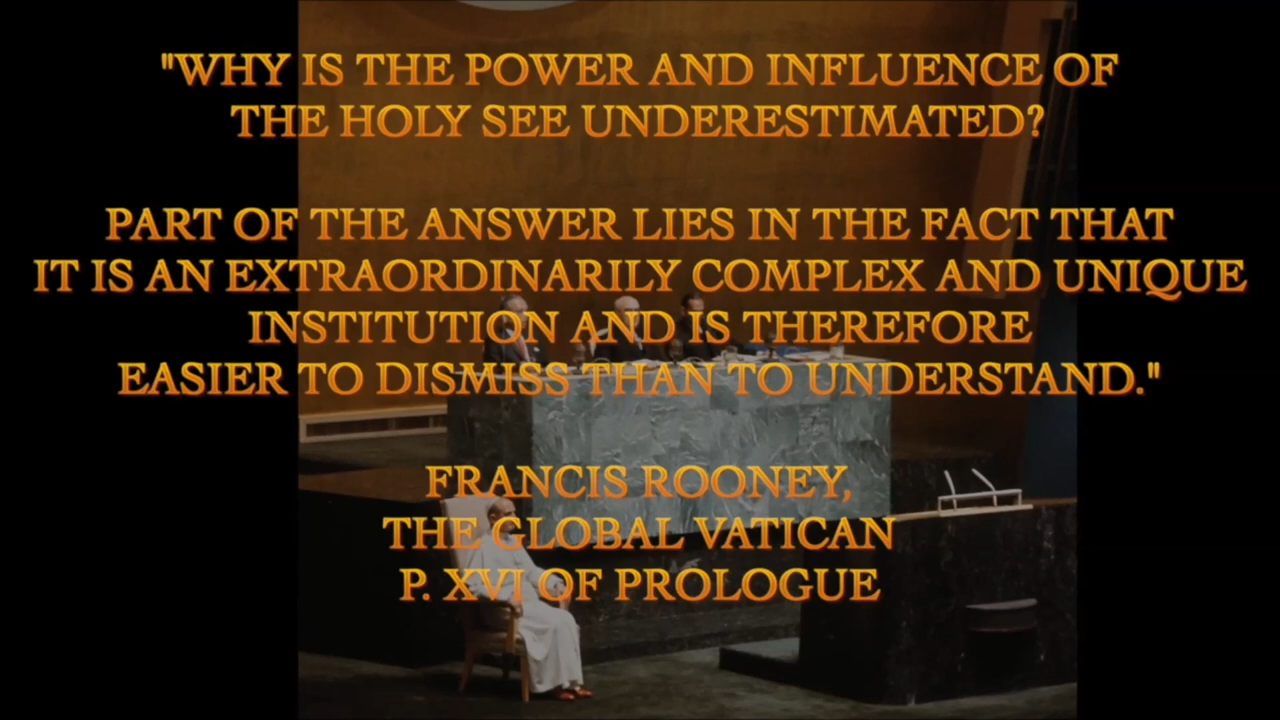 "WHY IS THE POWER AND INFLUENCE OF
THE HOLY SEE UNDERESTIMATED?
PART OF THE ANSWER LIES IN THE FACT THAT
IT IS AN EXTRAORDINARILY COMPLEX AND UNIQUE
INSTITUTION AND IS THEREFORE
EASIER TO DISMISS THAN TO UNDERSTAND."
FRANCIS ROONEY,
THE GLOBAL VATICAN
P. XVI OF PROLOGUE